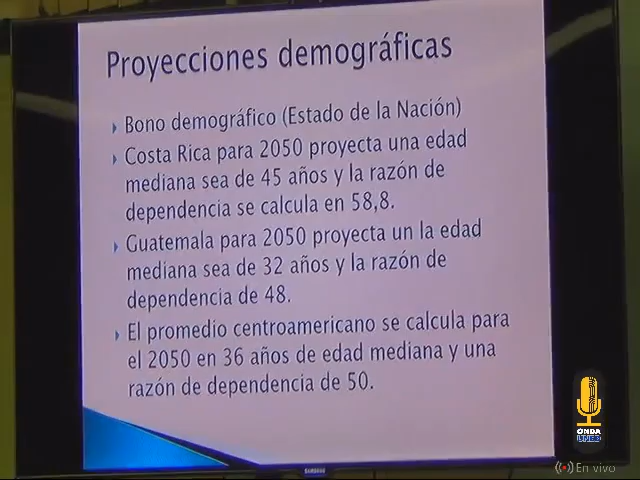 Proyecciones demográficas
Bono demográfico (Estado de la Nación)
Costa Rica para 2050 proyecta una edad
mediana sea de 45 años y la razón de
dependencia se calcula en 58,8.
Guatemala para 2050 proyecta un la edad
mediana sea de 32 años y la razón de
dependencia de 48.
El promedio centroamericano se calcula para
el 2050 en 36 años de edad mediana y una
razón de dependencia de 50.
ONDA
UNED
SAMSUNG
En vivo